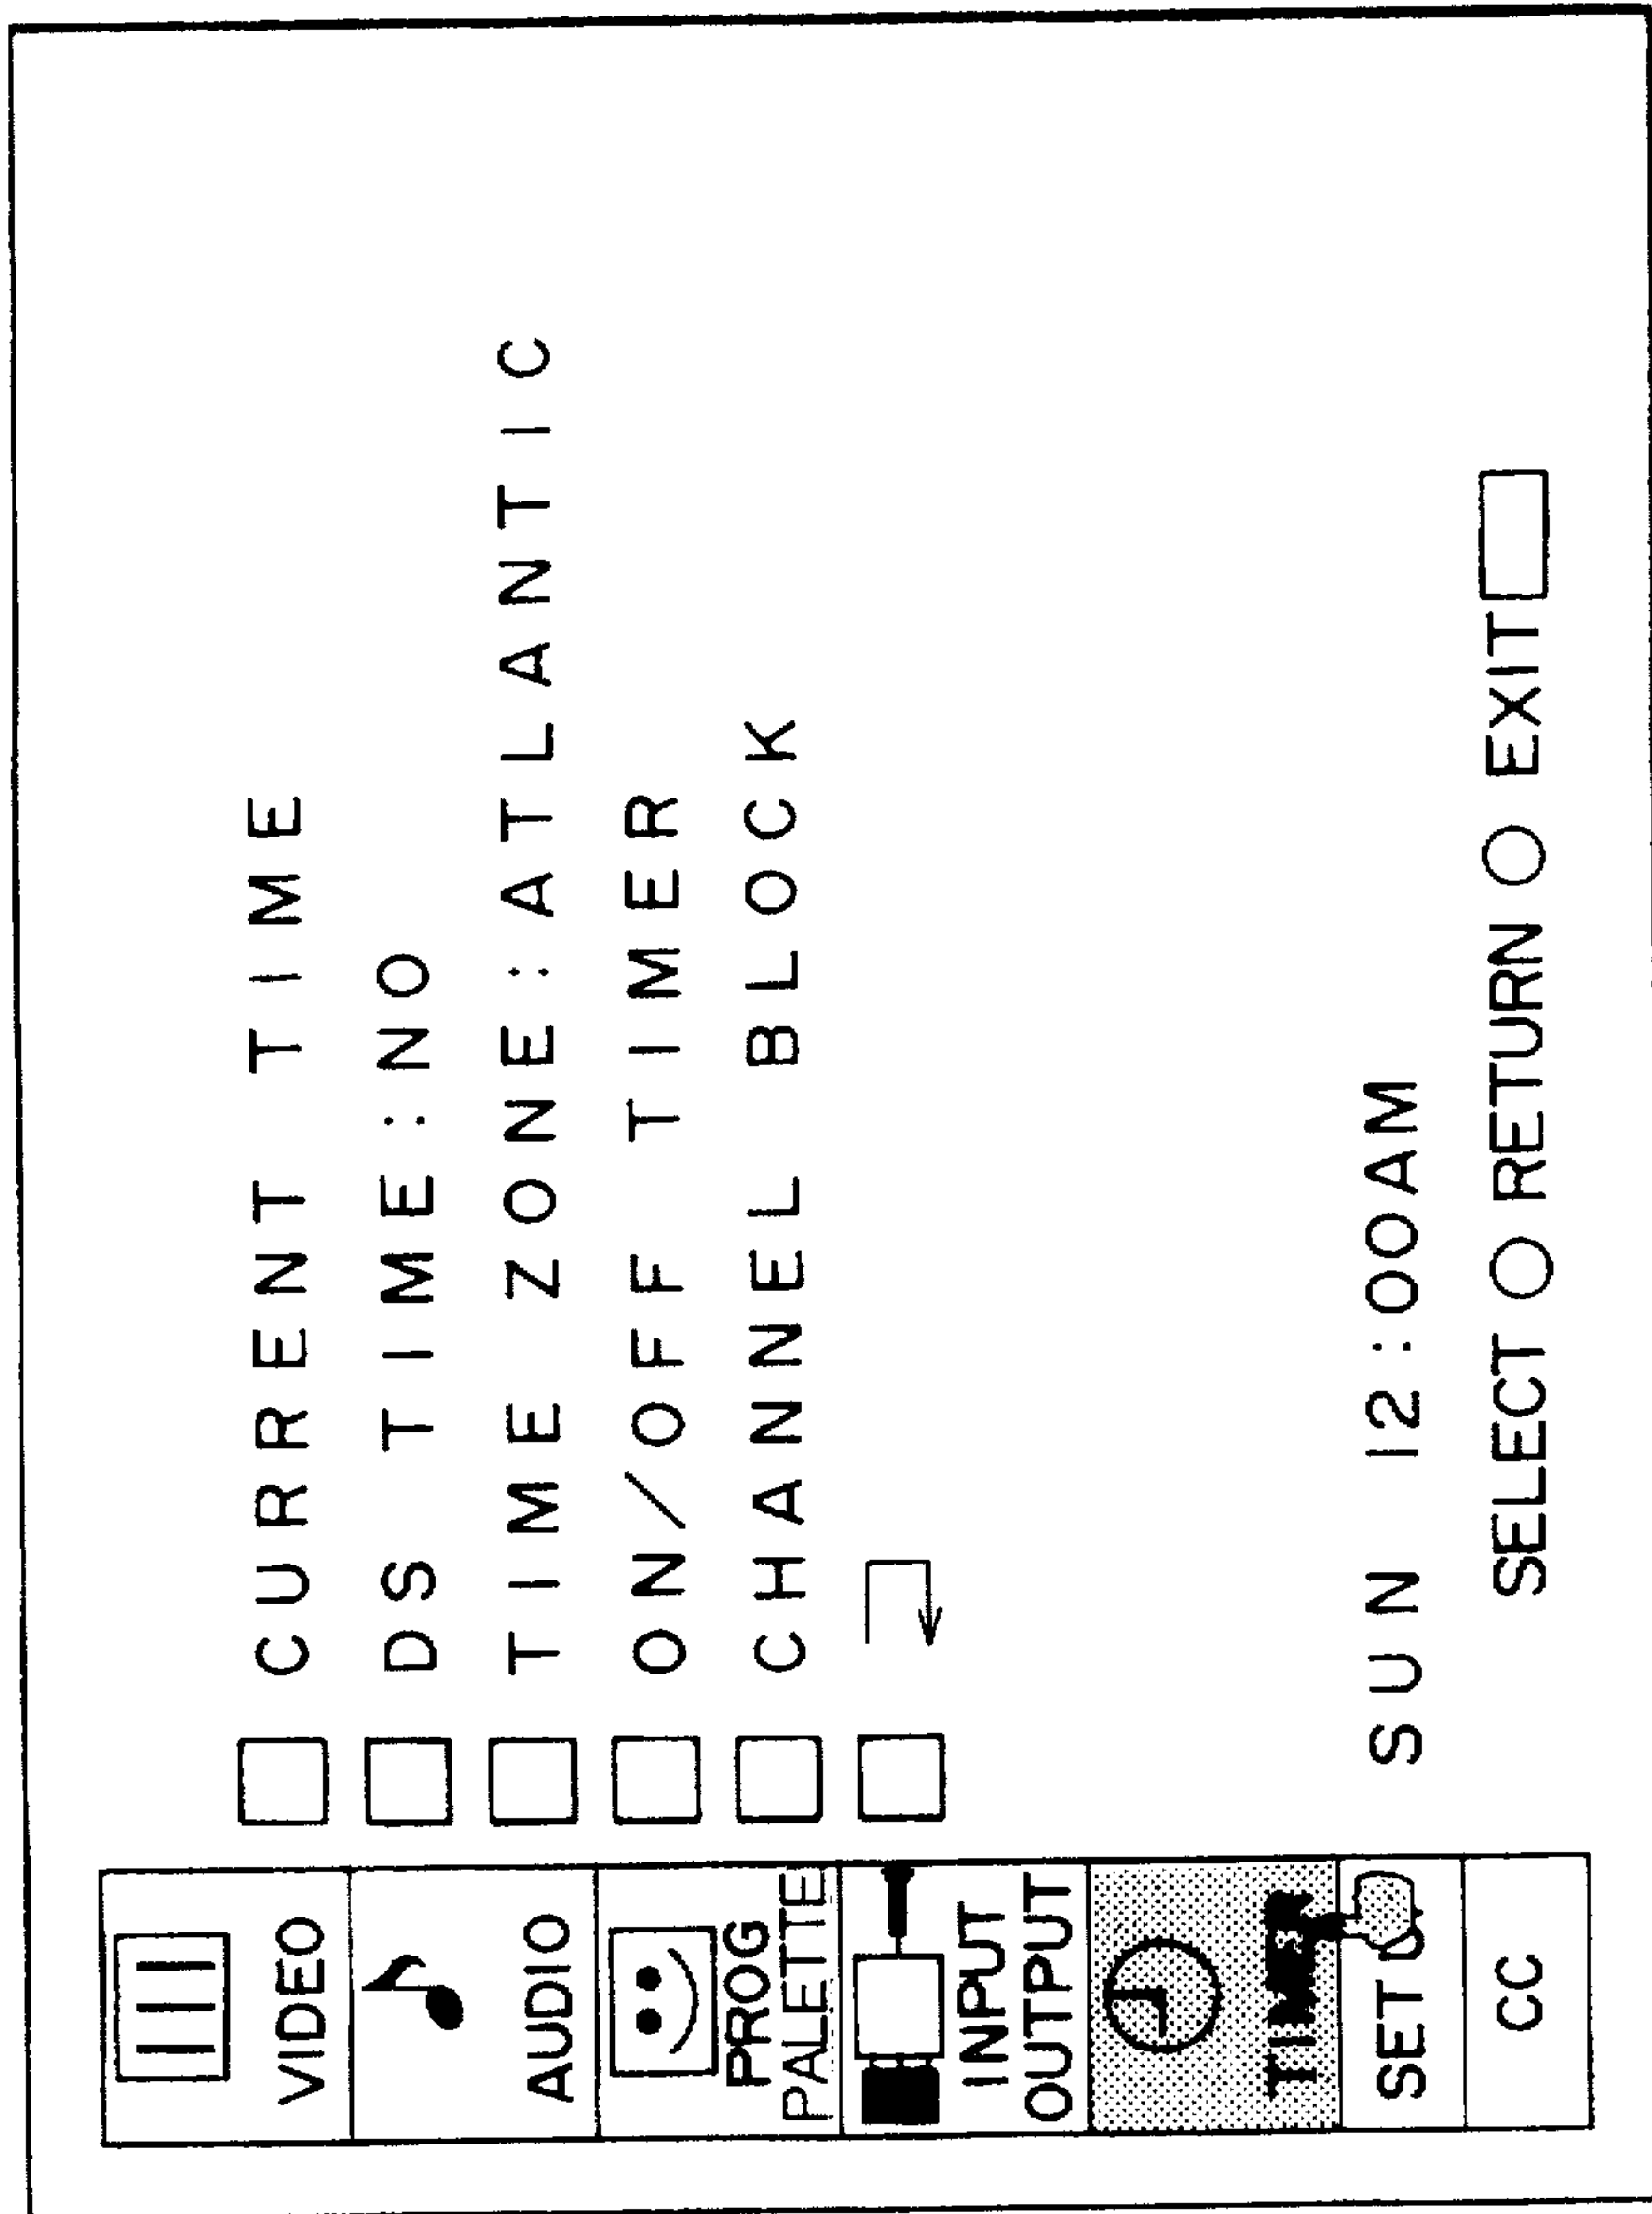 VIDEO
AUDIO
PROG
PALETTE
INPUT
OUTPUT
TIMER
SET
CC
CURRENT TIME
DS TIME:NO
TIME ZONE:ATLANTIC
ON/OFF TIMER
CHANNEL BLOCK
SUN 12:00AM
SELECT RETURN EXIT